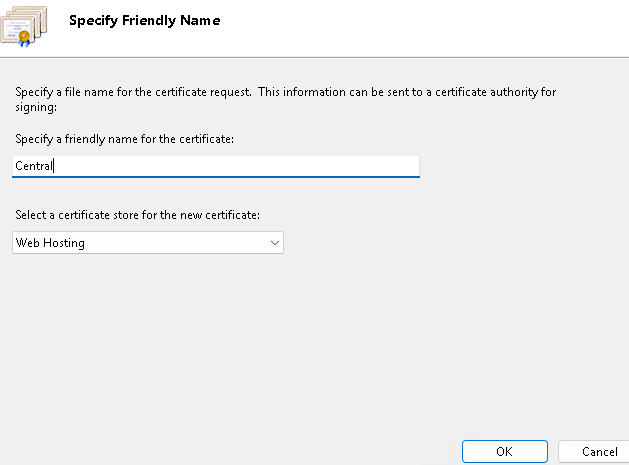 Specify Friendly Name
Specify a file name for the certificate request.  This information can be sent to a certificate authority for
signing:
Specify a friendly name for the certificate:
Central
Select a certificate store for the new certificate:
Web Hosting
OK
Cancel